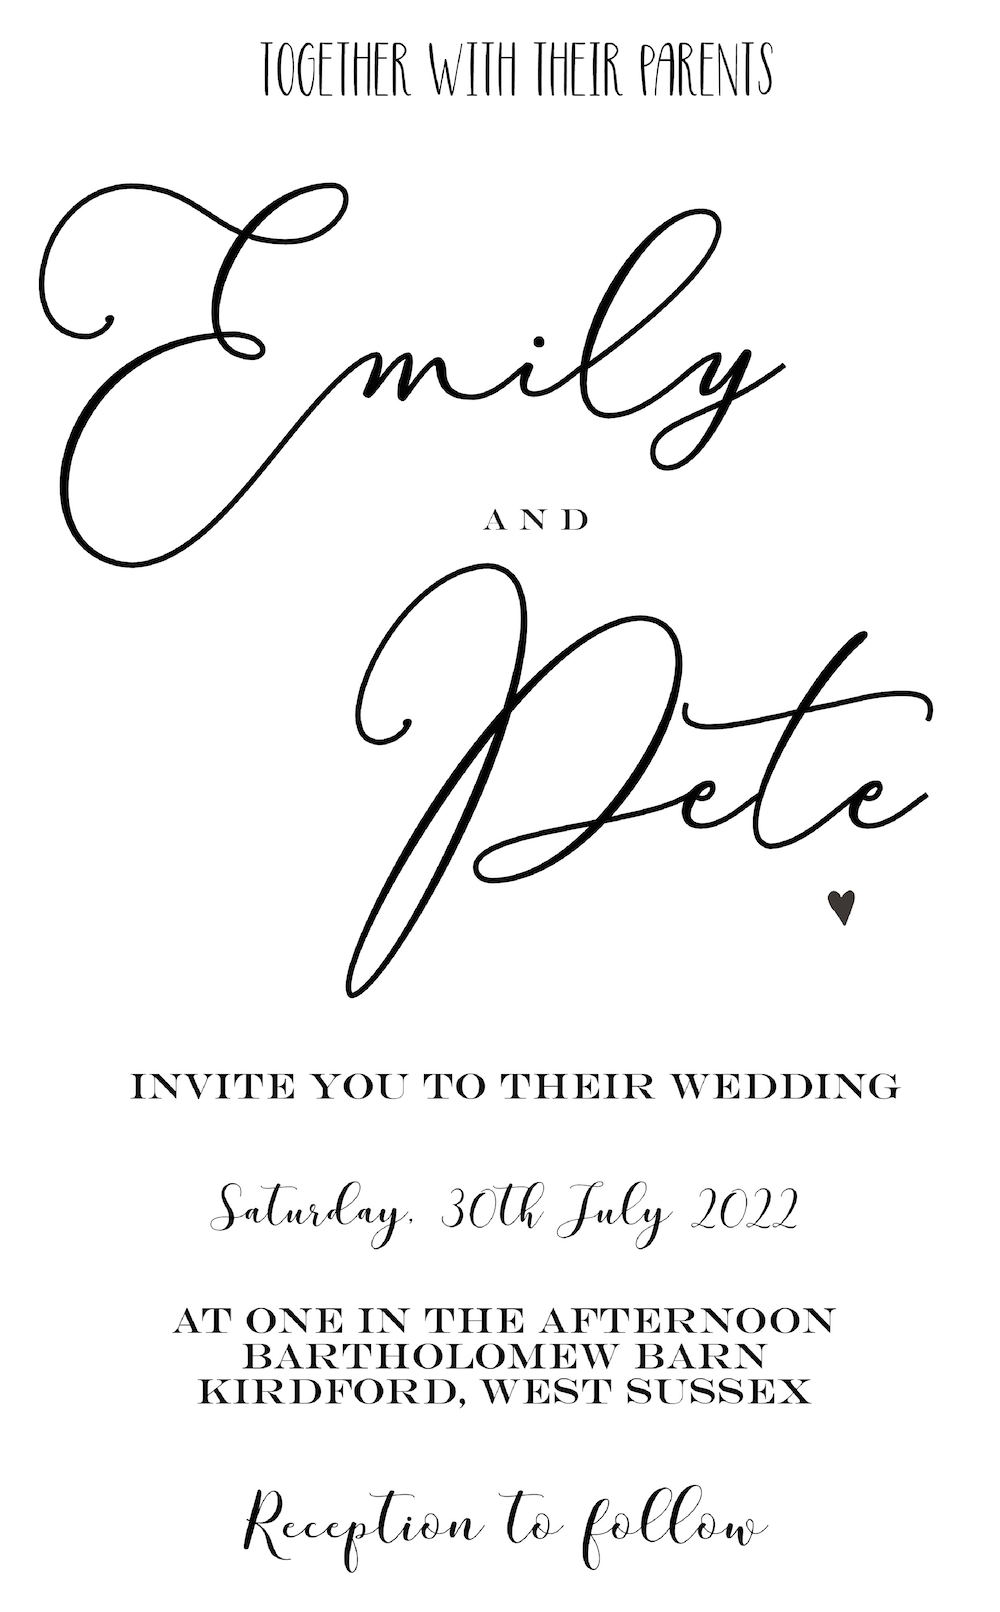 TOGETHER WITH THEIR PARENTS
Emily
AND
Pete
INVITE YOU TO THEIR WEDDING
Saturday, 30th July 2022
AT ONE IN THE AFTERNOON
BARTHOLOMEW BARN
KIRDFORD, WEST SUSSEX
Reception to follow